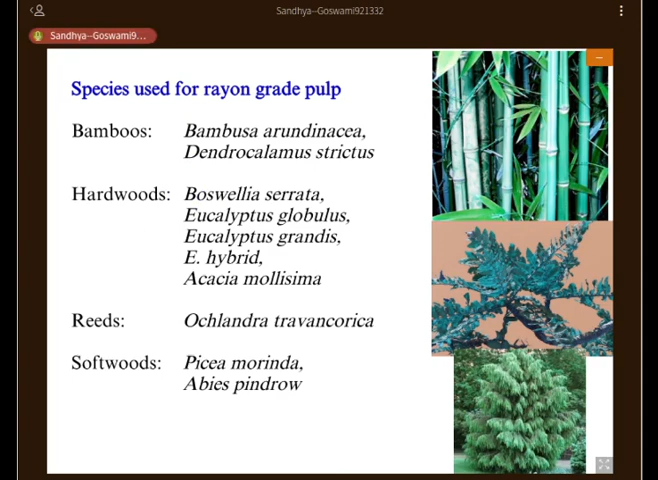 Sandhya--Goswami921332
Sandhya--Goswami9...
Species used for rayon grade pulp
Bamboos: Bambusa arundinacea,
Dendrocalamus strictus
Hardwoods: Boswellia serrata,
Eucalyptus globulus,
Eucalyptus grandis,
E. hybrid,
Acacia mollisima
Reeds: Ochlandra travancorica
Softwoods: Picea morinda,
Abies pindrow